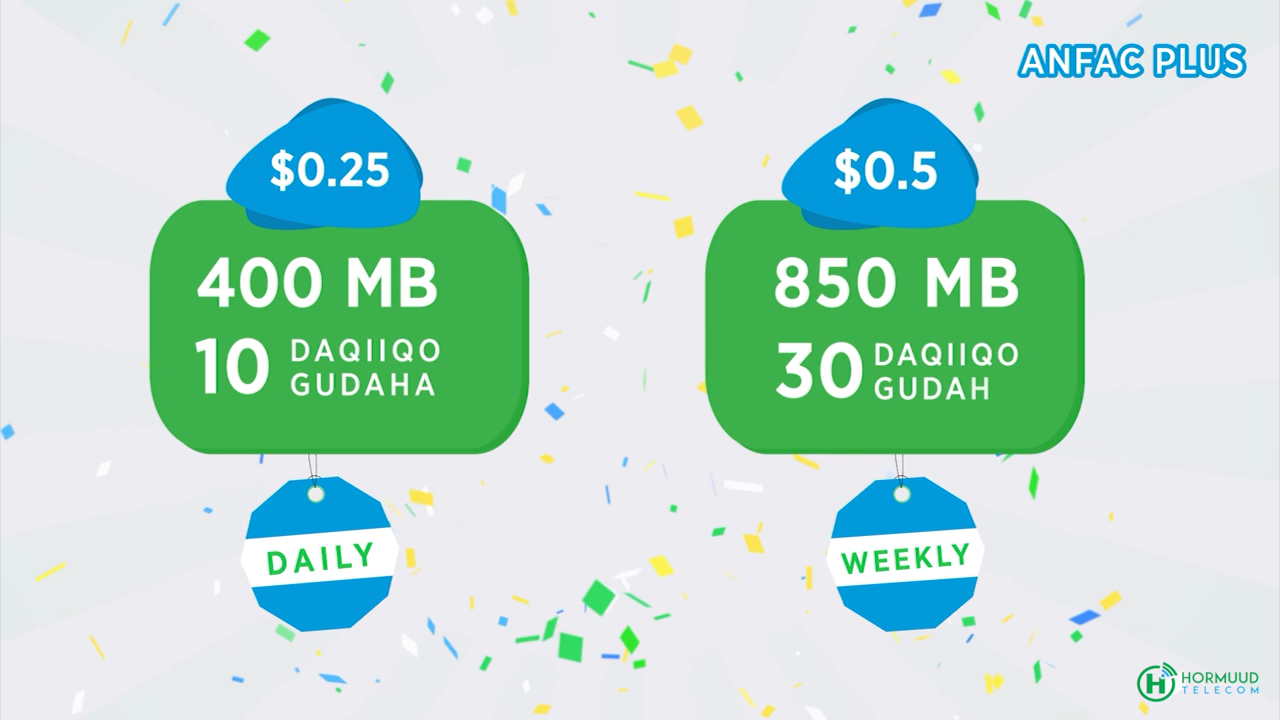 ANFAC PLUS
$0.25
400 MB
10 DAQIIQO
GUDAHA
DAILY
$0.5
850 MB
30 DAQIIQO
GUDAH
WEEKLY
HORMUUD
TELECOM